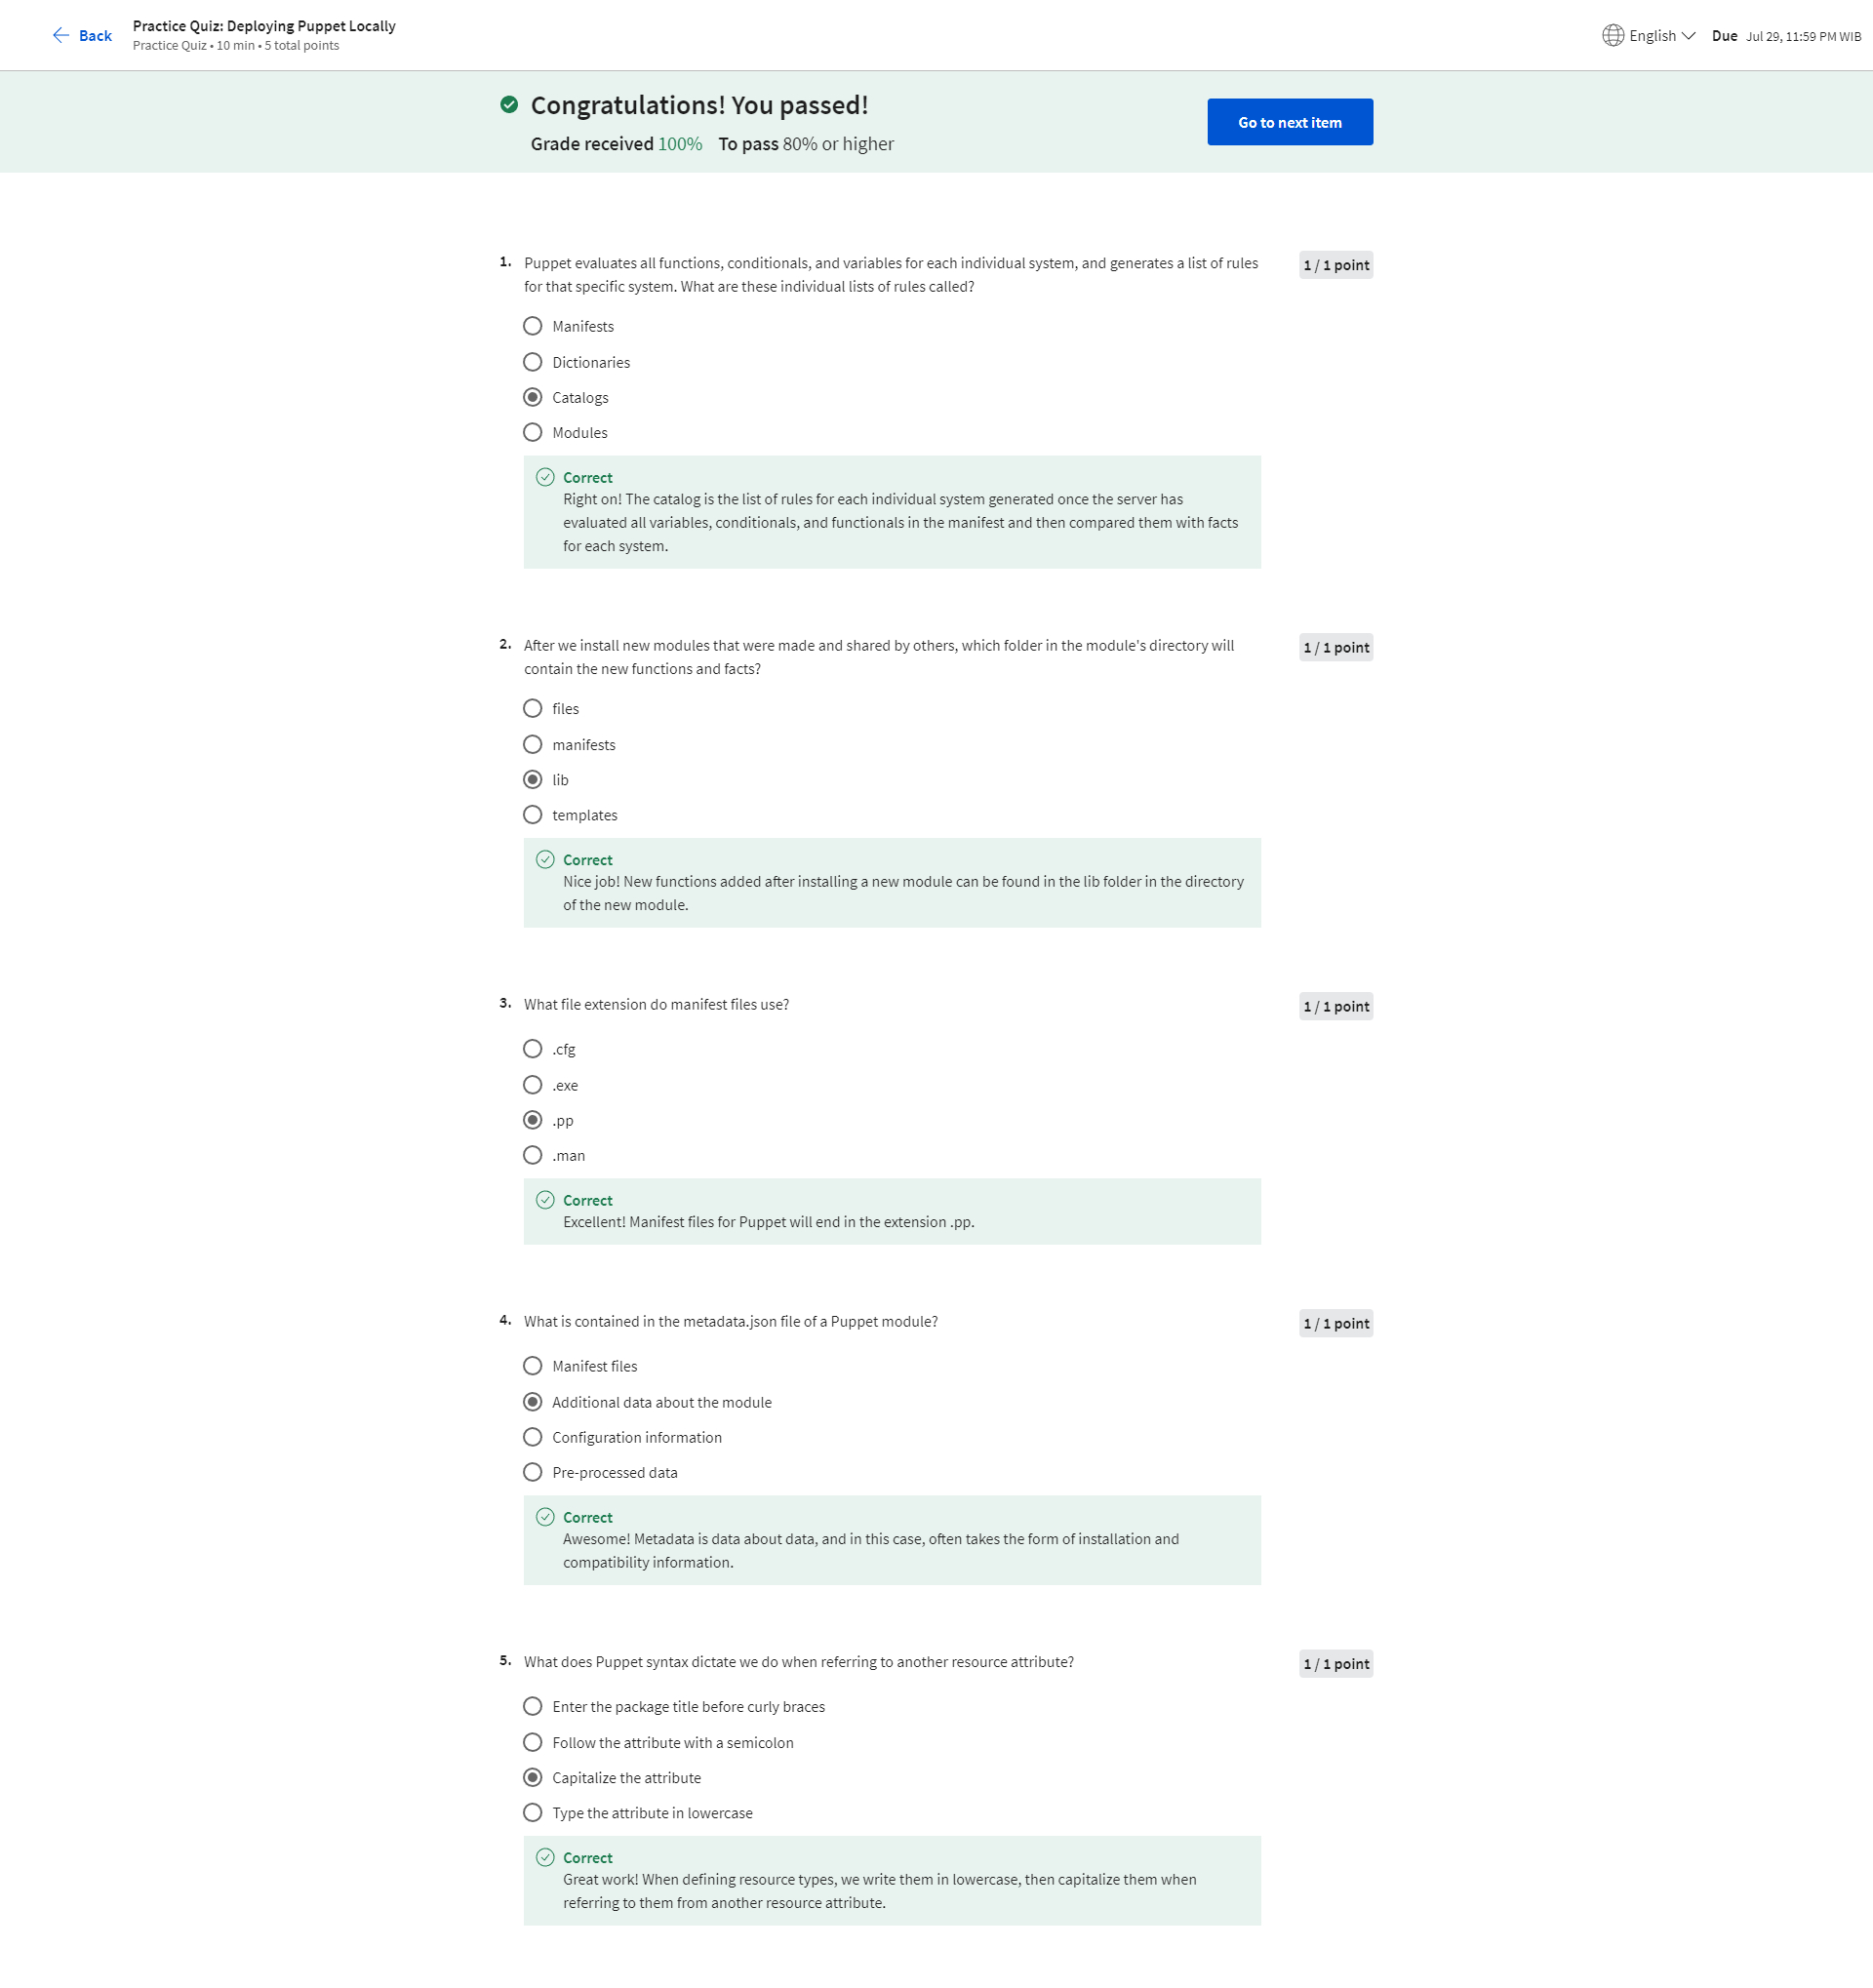 Back
Practice Quiz: Deploying Puppet Locally
Practice Quiz • 10 min • 5 total points
English
Due Jul 29, 11:59 PM WIB
Congratulations! You passed!
Grade received 100% To pass 80% or higher
Go to next item
1. Puppet evaluates all functions, conditionals, and variables for each individual system, and generates a list of rules
for that specific system. What are these individual lists of rules called?
1 / 1 point
Manifests
Dictionaries
Catalogs
Modules
Correct
Right on! The catalog is the list of rules for each individual system generated once the server has
evaluated all variables, conditionals, and functionals in the manifest and then compared them with facts
for each system.
2. After we install new modules that were made and shared by others, which folder in the module's directory will
contain the new functions and facts?
1 / 1 point
files
manifests
lib
templates
Correct
Nice job! New functions added after installing a new module can be found in the lib folder in the directory
of the new module.
3. What file extension do manifest files use?
1 / 1 point
.cfg
.exe
.pp
.man
Correct
Excellent! Manifest files for Puppet will end in the extension .pp.
4. What is contained in the metadata.json file of a Puppet module?
1 / 1 point
Manifest files
Additional data about the module
Configuration information
Pre-processed data
Correct
Awesome! Metadata is data about data, and in this case, often takes the form of installation and
compatibility information.
5. What does Puppet syntax dictate we do when referring to another resource attribute?
1 / 1 point
Enter the package title before curly braces
Follow the attribute with a semicolon
Capitalize the attribute
Type the attribute in lowercase
Correct
Great work! When defining resource types, we write them in lowercase, then capitalize them when
referring to them from another resource attribute.